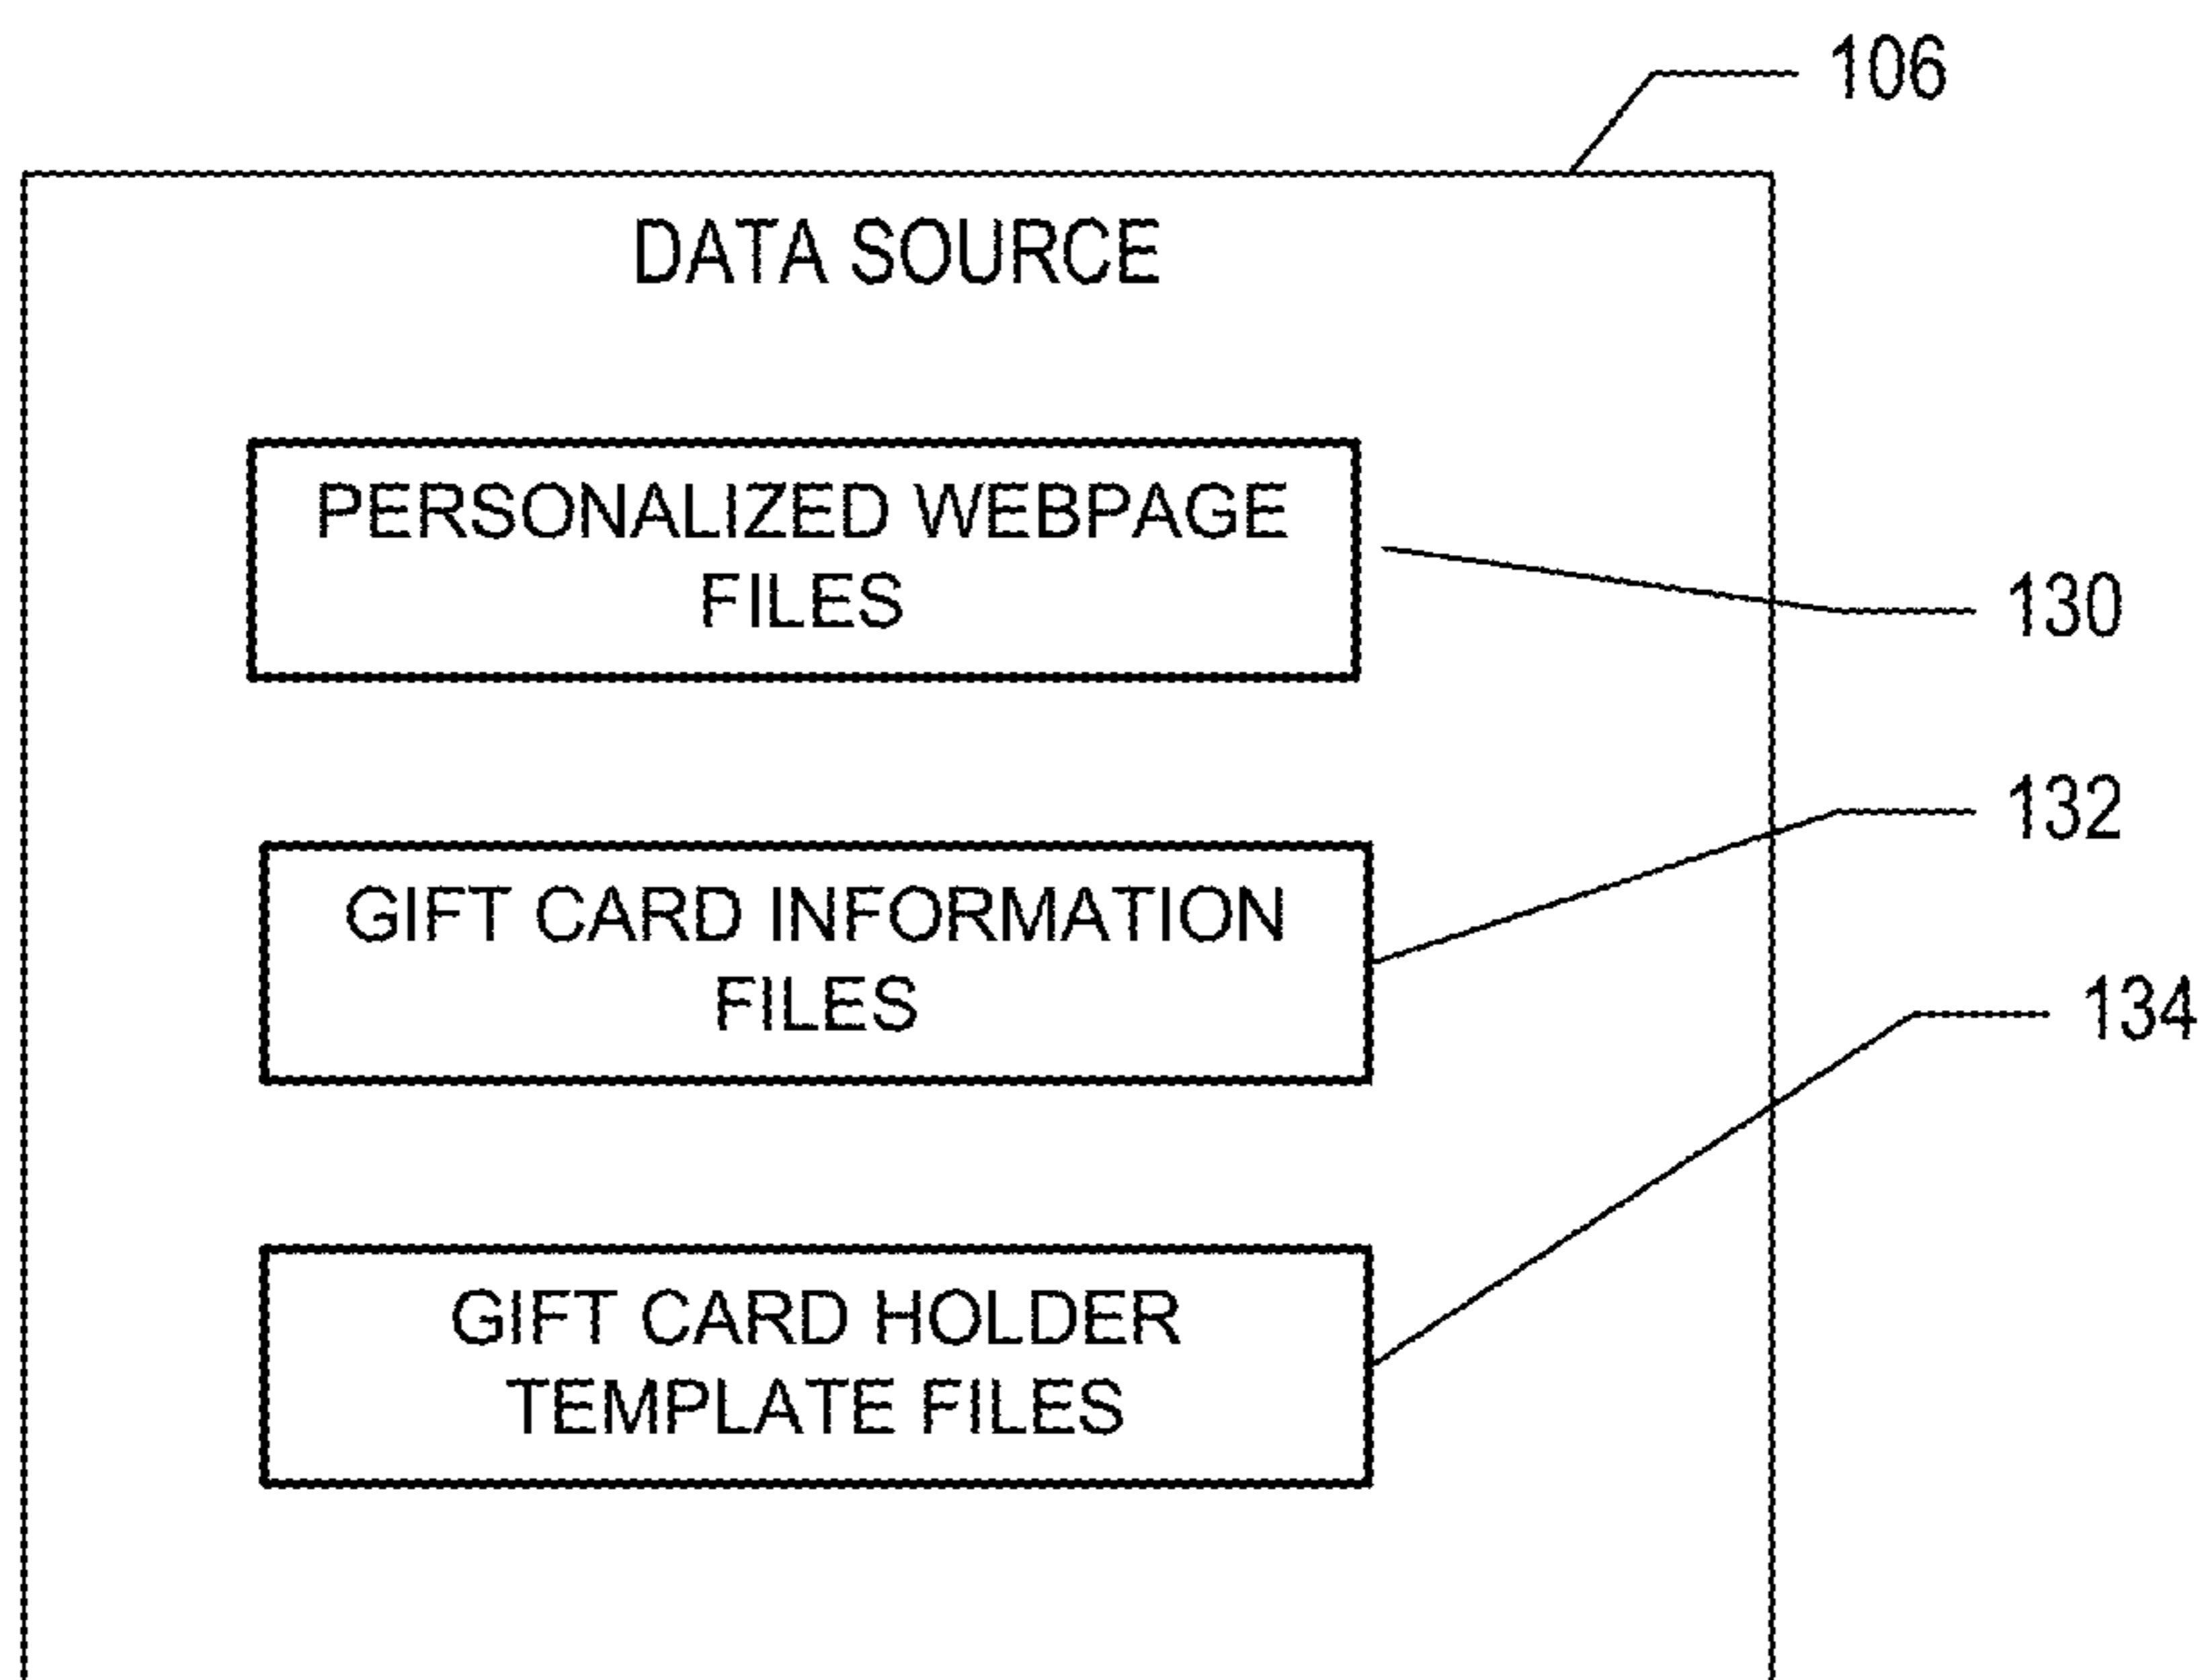 106
DATA SOURCE
PERSONALIZED WEBPAGE
FILES
130
132
GIFT CARD INFORMATION
FILES
134
GIFT CARD HOLDER
TEMPLATE FILES